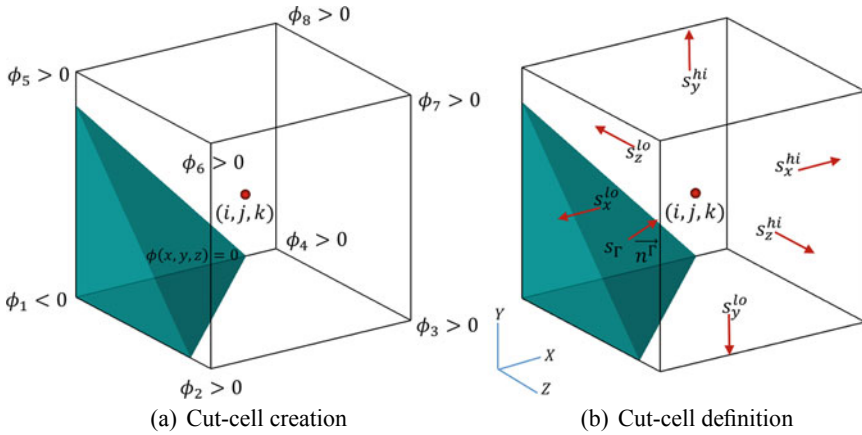 ϕ₈ > 0
ϕ₅ > 0
ϕ₇ > 0
ϕ₆ > 0
(i, j, k)
ϕ₄ > 0
ϕ(x, y, z) = 0
ϕ₁ < 0
ϕ₃ > 0
ϕ₂ > 0
(a) Cut-cell creation
s_y^{hi}
s_z^{lo}
s_x^{hi}
s_x^{lo}
(i, j, k)
s_z^{hi}
s_Γ
\overrightarrow{n^Γ}
s_y^{lo}
Y
X
Z
(b) Cut-cell definition